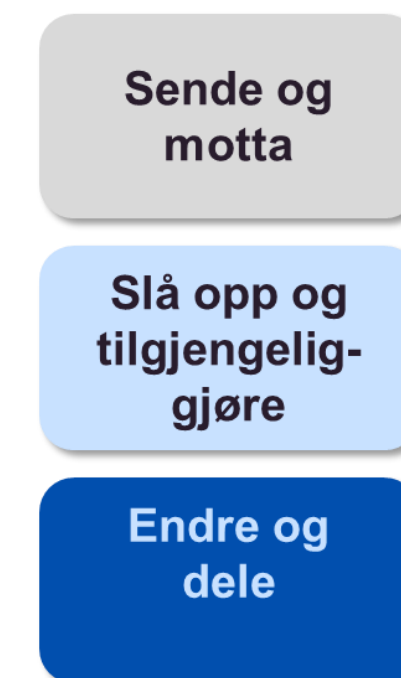 Sende og
motta
Slå opp og
tilgjengelig-
gjøre
Endre og
dele